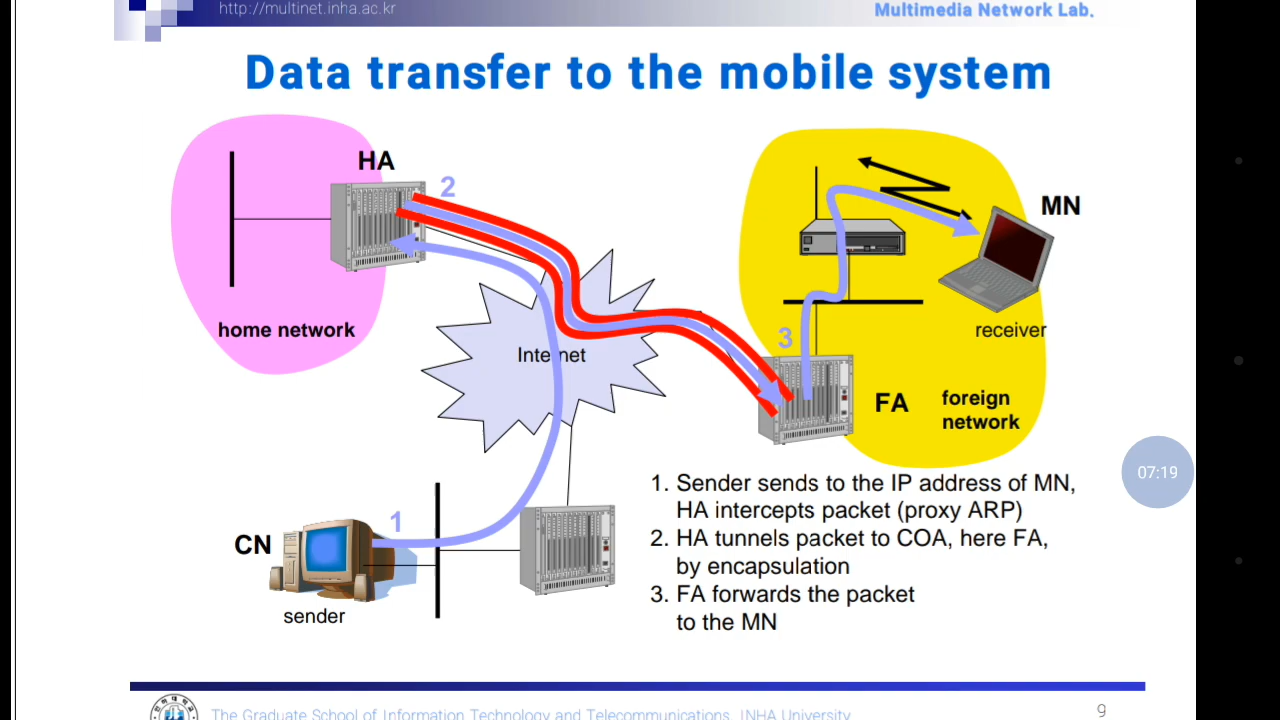 http://multinet.inha.ac.kr
Multimedia Network Lab.
Data transfer to the mobile system
HA
2
MN
home network
receiver
Internet
3
FA
foreign
network
07:19
1
CN
sender
1. Sender sends to the IP address of MN,
HA intercepts packet (proxy ARP)
2. HA tunnels packet to COA, here FA,
by encapsulation
3. FA forwards the packet
to the MN
The Graduate School of Information Technology and Telecommunications, INHA University
9